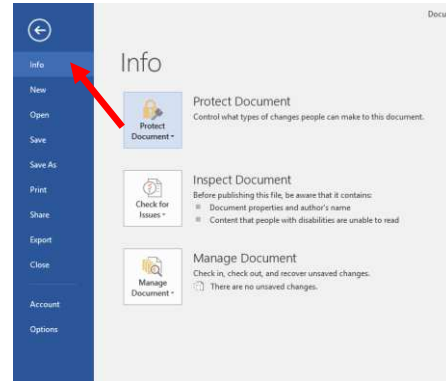 Docu
Info
New
Open
Save
Save As
Print
Share
Export
Close
Account
Options
Info
Protect
Document
Protect Document
Control what types of changes people can make to this document.
Check for
Issues
Inspect Document
Before publishing this file, be aware that it contains:
Document properties and author's name
Content that people with disabilities are unable to read
Manage
Document
Manage Document
Check in, check out, and recover unsaved changes.
There are no unsaved changes.